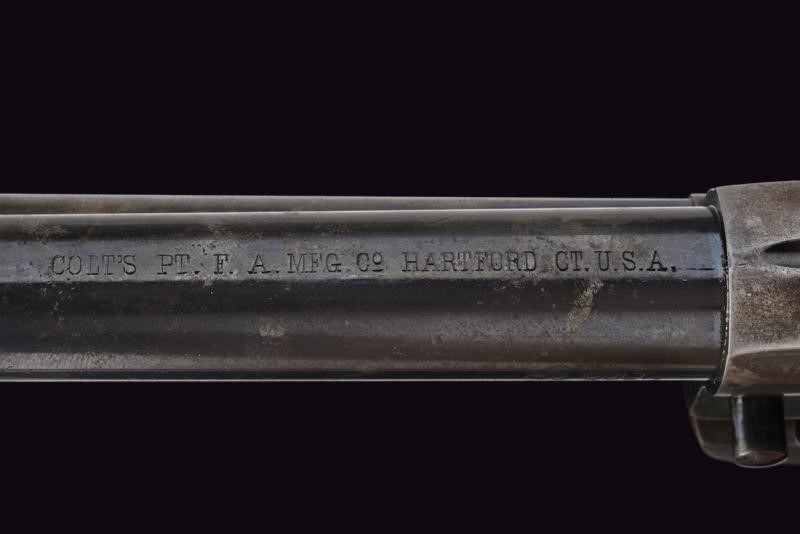 COLT'S PT. F. A. MFG. Cº HARTFORD CT. U.S.A.